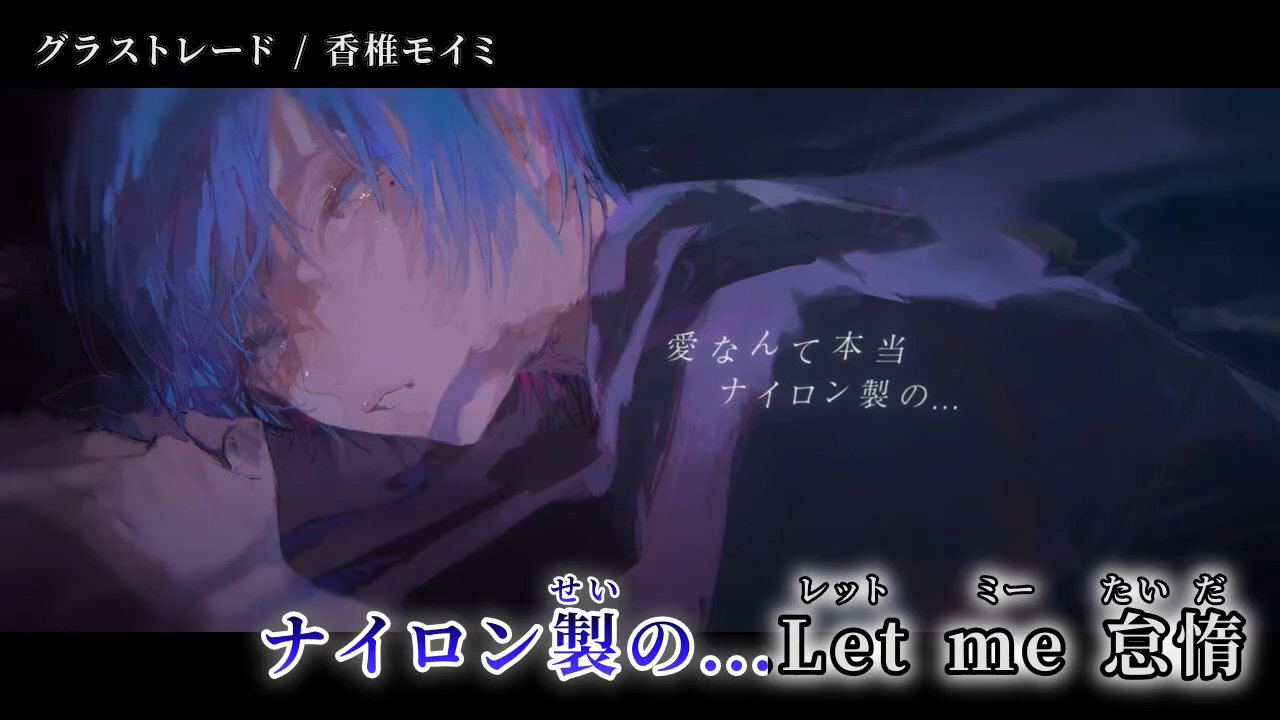 グラストレード / 香椎モイミ
愛なんて本当
ナイロン製の...
せい レット ミー たい だ
ナイロン製の...Let me 怠惰